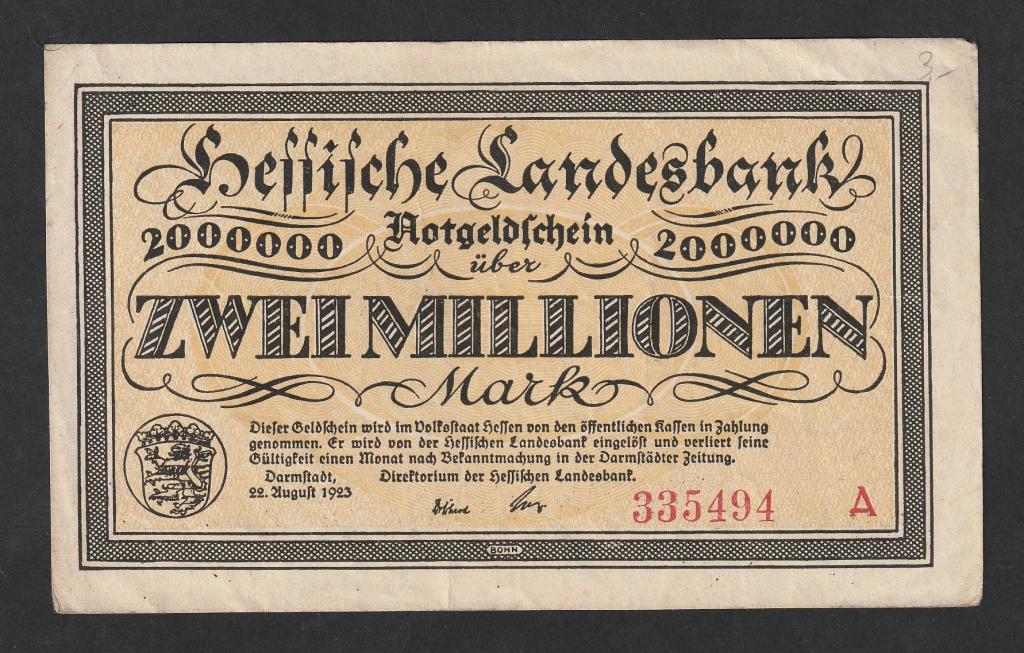 3-
Hessische Landesbank
2000000 Notgeldschein 2000000
über
ZWEI MILLIONEN
Mark
Dieser Geldschein wird im Volksstaat Hessen von den öffentlichen Kassen in Zahlung
genommen. Er wird von der Hessischen Landesbank eingelöst und verliert seine
Gültigkeit einen Monat nach Bekanntmachung in der Darmstädter Zeitung.
Darmstadt, Direktorium der Hessischen Landesbank.
22. August 1923
335494 A
BOHN